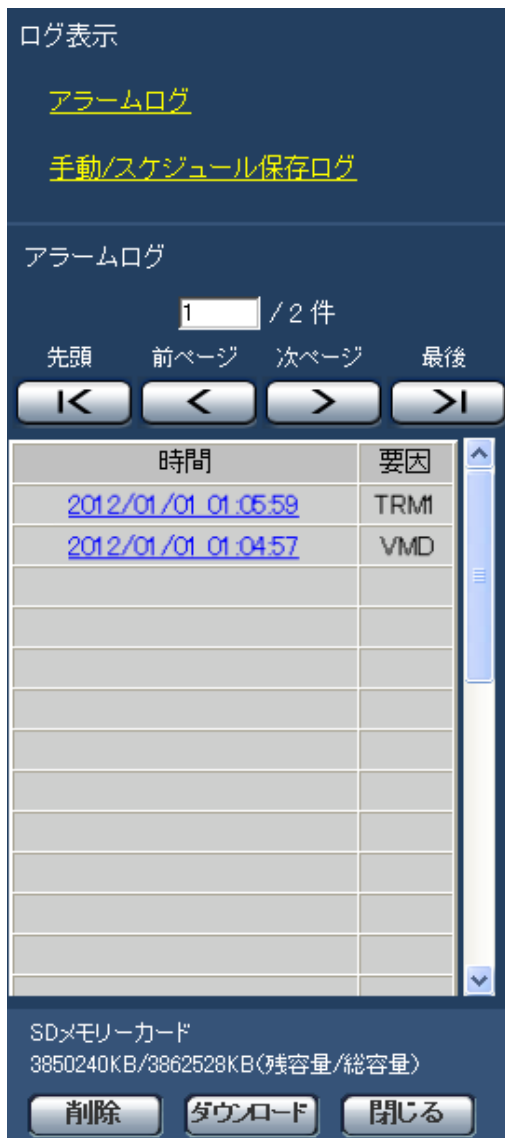 ログ表示
アラームログ
手動/スケジュール保存ログ
アラームログ
1 / 2 件
先頭 前ページ 次ページ 最後
I< < > >I
時間 要因
2012/01/01 01:05:59 TRM1
2012/01/01 01:04:57 VMD
SDメモリーカード
3850240KB/3862528KB(残容量/総容量)
削除 ダウンロード 閉じる